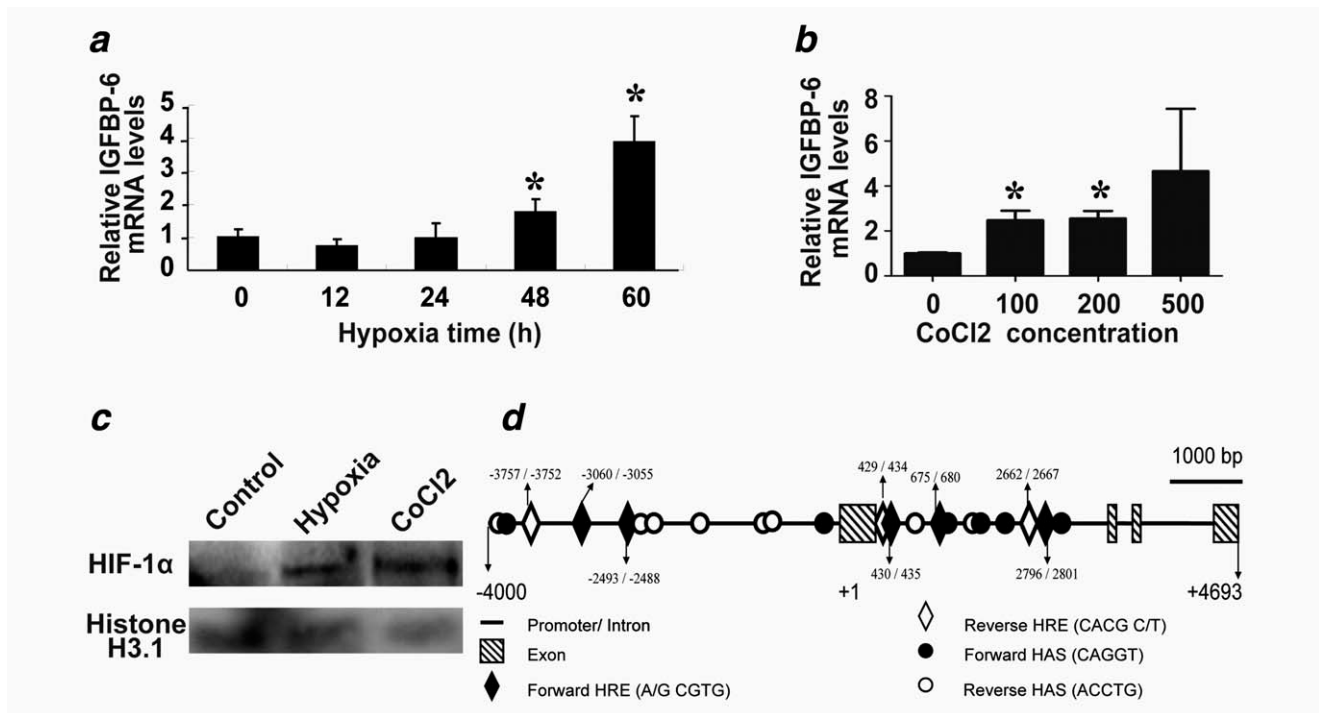 a
Relative IGFBP-6
mRNA levels
5
4
3
2
1
0
*
*
0 12 24 48 60
Hypoxia time (h)
b
Relative IGFBP-6
mRNA levels
8
6
4
2
0
* *
0 100 200 500
CoCl2 concentration
c
Control
Hypoxia
CoCl2
HIF-1α
Histone
H3.1
d
1000 bp
-3757 / -3752
-3060 / -3055
429 / 434
675 / 680
2662 / 2667
-2493 / -2488
430 / 435
2796 / 2801
-4000
+1
+4693
Promoter/ Intron
Exon
Forward HRE (A/G CGTG)
Reverse HRE (CACG C/T)
Forward HAS (CAGGT)
Reverse HAS (ACCTG)